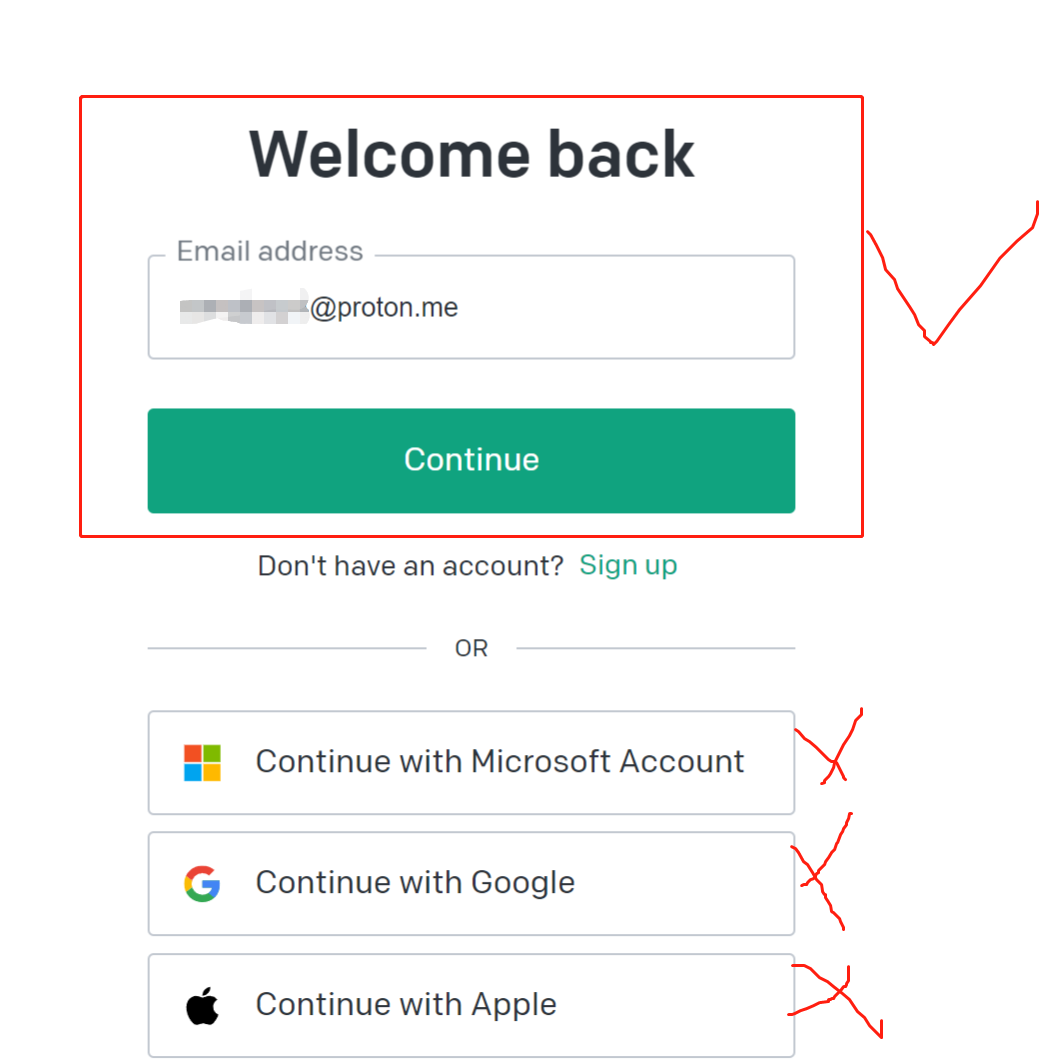 Welcome back
Email address
@proton.me
Continue
Don't have an account? Sign up
OR
Continue with Microsoft Account
Continue with Google
Continue with Apple